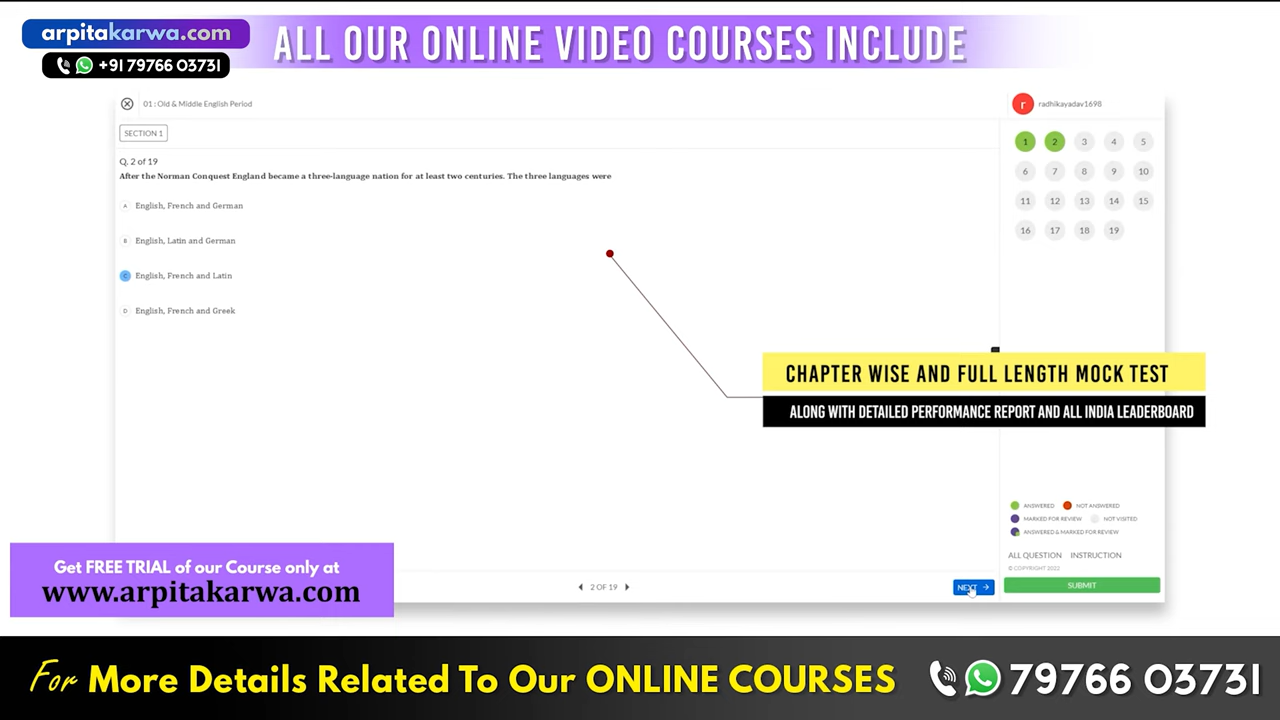 arpitakarwa.com
+91 79766 03731
ALL OUR ONLINE VIDEO COURSES INCLUDE
01 : Old & Middle English Period
r radhikayadav1698
SECTION 1
1 2 3 4 5
6 7 8 9 10
11 12 13 14 15
16 17 18 19
Q. 2 of 19
After the Norman Conquest England became a three-language nation for at least two centuries. The three languages were
A English, French and German
B English, Latin and German
C English, French and Latin
D English, French and Greek
CHAPTER WISE AND FULL LENGTH MOCK TEST
ALONG WITH DETAILED PERFORMANCE REPORT AND ALL INDIA LEADERBOARD
ANSWERED NOT ANSWERED
MARKED FOR REVIEW NOT VISITED
ANSWERED & MARKED FOR REVIEW
ALL QUESTION INSTRUCTION
© COPYRIGHT 2022
SUBMIT
2 OF 19
NEXT
Get FREE TRIAL of our Course only at
www.arpitakarwa.com
For More Details Related To Our ONLINE COURSES
79766 03731